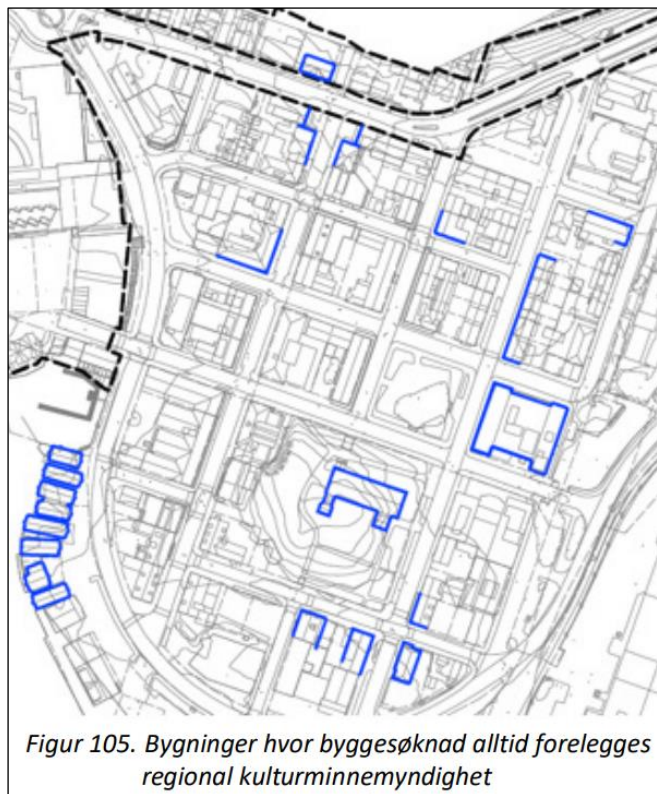 Figur 105. Bygninger hvor byggesøknad alltid forelegges
regional kulturminnemyndighet